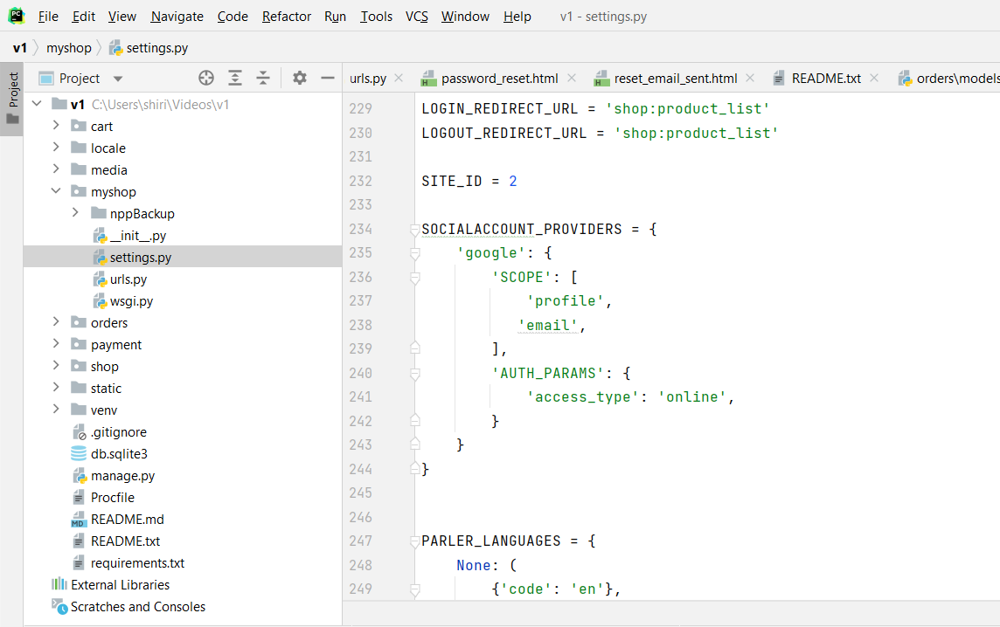 PC File Edit View Navigate Code Refactor Run Tools VCS Window Help v1 - settings.py
v1 myshop settings.py
Project
Project
v1 C:\Users\shiri\Videos\v1
cart
locale
media
myshop
nppBackup
__init__.py
settings.py
urls.py
wsgi.py
orders
payment
shop
static
venv
.gitignore
db.sqlite3
manage.py
Procfile
MD README.md
README.txt
requirements.txt
External Libraries
Scratches and Consoles
urls.py H password_reset.html H reset_email_sent.html README.txt orders\models
229 LOGIN_REDIRECT_URL = 'shop:product_list'
230 LOGOUT_REDIRECT_URL = 'shop:product_list'
231
232 SITE_ID = 2
233
234 SOCIALACCOUNT_PROVIDERS = {
235 'google': {
236 'SCOPE': [
237 'profile',
238 'email',
239 ],
240 'AUTH_PARAMS': {
241 'access_type': 'online',
242 }
243 }
244 }
245
246
247 PARLER_LANGUAGES = {
248 None: (
249 {'code': 'en'},